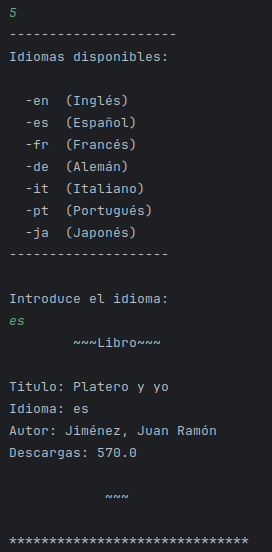 5
---------------------
Idiomas disponibles:
-en  (Inglés)
-es  (Español)
-fr  (Francés)
-de  (Alemán)
-it  (Italiano)
-pt  (Portugués)
-ja  (Japonés)
--------------------
Introduce el idioma:
es
~~~Libro~~~
Titulo: Platero y yo
Idioma: es
Autor: Jiménez, Juan Ramón
Descargas: 570.0
~~~
******************************